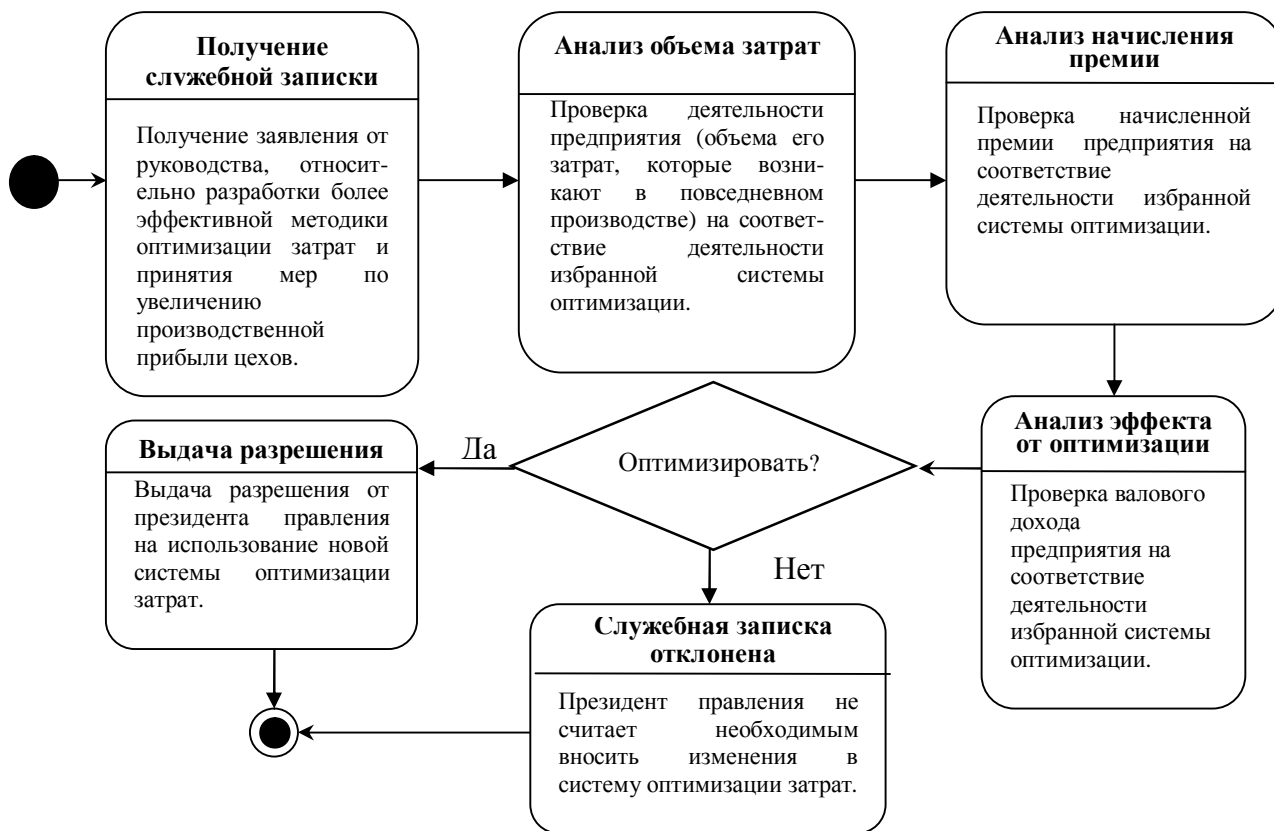 Получение
служебной записки
Получение заявления от
руководства, относит-
ельно разработки более
эффективной методики
оптимизации затрат и
принятия мер по
увеличению
производственной
прибыли цехов.
Анализ объема затрат
Проверка деятельности
предприятия (объема его
затрат, которые возни-
кают в повседневном
производстве) на соответ-
ствие деятельности
избранной системы
оптимизации.
Анализ начисления
премии
Проверка начисленной
премии предприятия на
соответствие
деятельности избранной
системы оптимизации.
Анализ эффекта
от оптимизации
Проверка валового
дохода
предприятия на
соответствие
деятельности
избранной системы
оптимизации.
Оптимизировать?
Да
Нет
Выдача разрешения
Выдача разрешения от
президента правления
на использование новой
системы оптимизации
затрат.
Служебная записка
отклонена
Президент правления не
считает необходимым
вносить изменения в
систему оптимизации затрат.